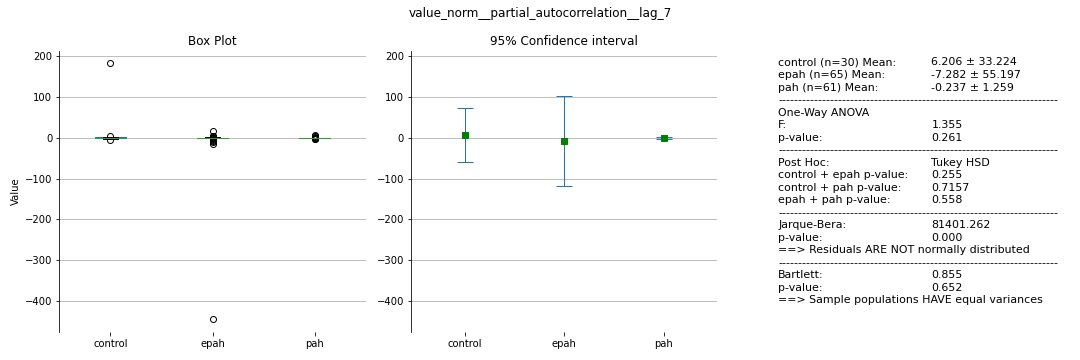 value_norm__partial_autocorrelation__lag_7
Box Plot
Value
200
100
0
−100
−200
−300
−400
control
epah
pah
95% Confidence interval
200
100
0
−100
−200
−300
−400
control
epah
pah
control (n=30) Mean: 6.206 ± 33.224
epah (n=65) Mean: -7.282 ± 55.197
pah (n=61) Mean: -0.237 ± 1.259
One-Way ANOVA
F: 1.355
p-value: 0.261
Post Hoc: Tukey HSD
control + epah p-value: 0.255
control + pah p-value: 0.7157
epah + pah p-value: 0.558
Jarque-Bera: 81401.262
p-value: 0.000
==> Residuals ARE NOT normally distributed
Bartlett: 0.855
p-value: 0.652
==> Sample populations HAVE equal variances